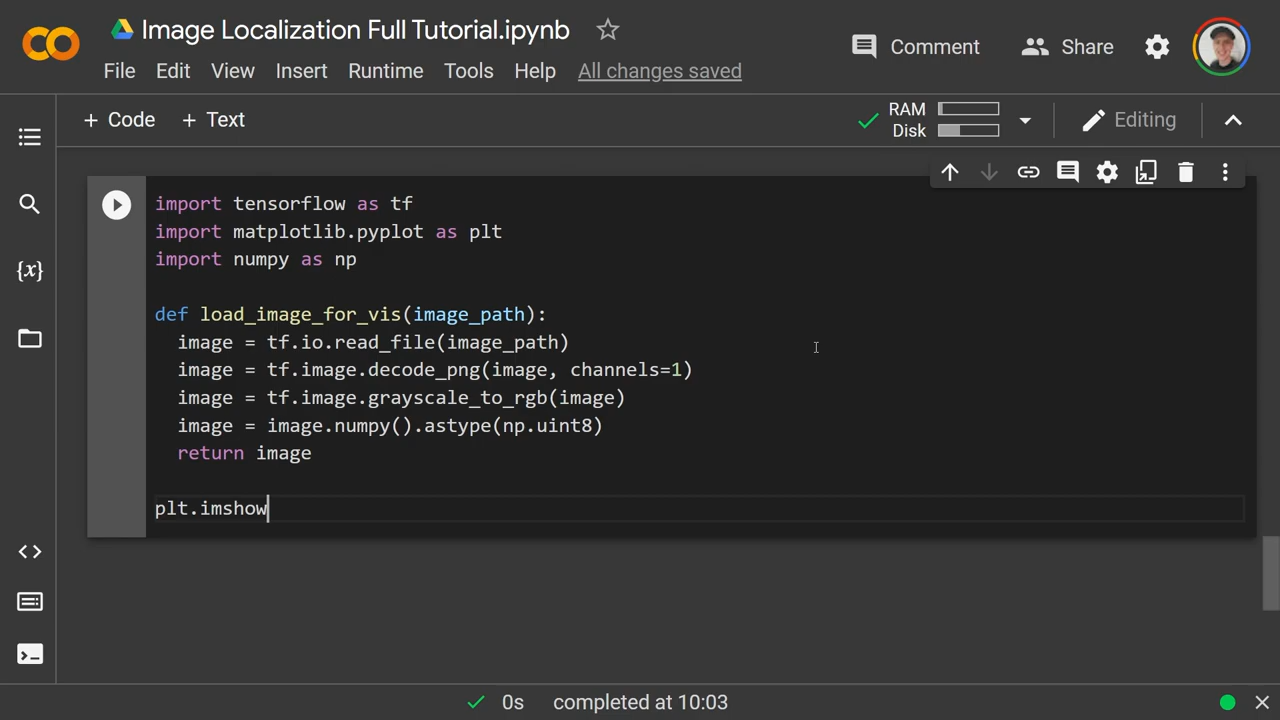 Image Localization Full Tutorial.ipynb
Comment
Share
File Edit View Insert Runtime Tools Help All changes saved
+ Code + Text
RAM
Disk
Editing
{x}
import tensorflow as tf
import matplotlib.pyplot as plt
import numpy as np
def load_image_for_vis(image_path):
  image = tf.io.read_file(image_path)
  image = tf.image.decode_png(image, channels=1)
  image = tf.image.grayscale_to_rgb(image)
  image = image.numpy().astype(np.uint8)
  return image
plt.imshow
0s completed at 10:03